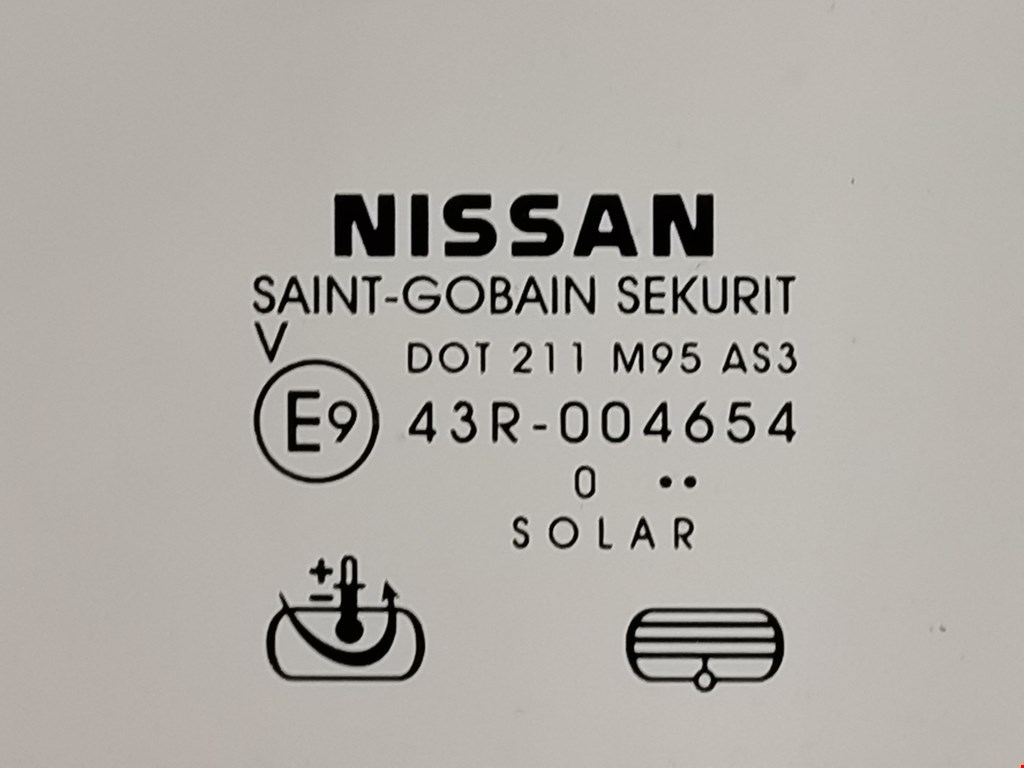 NISSAN
SAINT-GOBAIN SEKURIT
V
DOT 211 M95 AS3
E9 43R-004654
0 ••
SOLAR